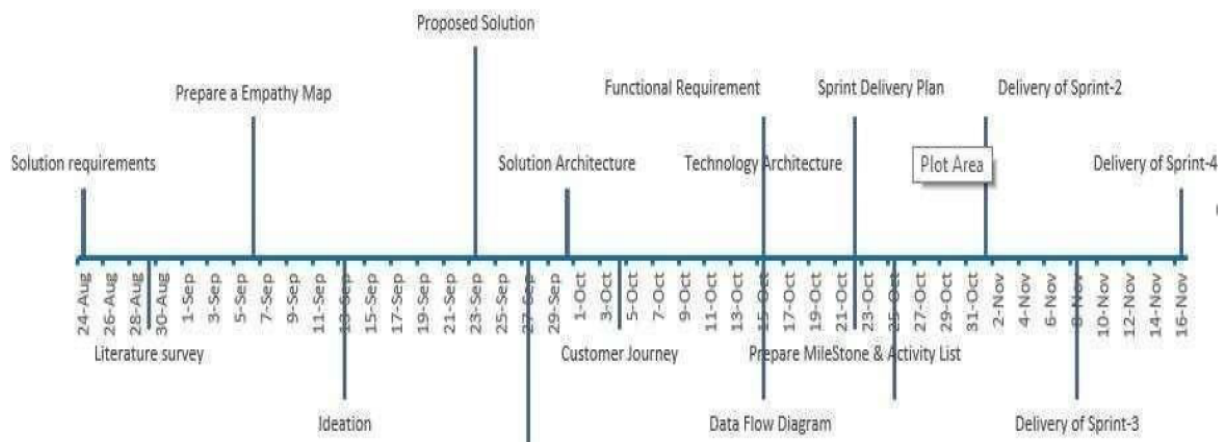 Proposed Solution
Prepare a Empathy Map
Functional Requirement
Sprint Delivery Plan
Delivery of Sprint-2
Solution requirements
Solution Architecture
Technology Architecture
Plot Area
Delivery of Sprint-4
24-Aug
26-Aug
28-Aug
30-Aug
1-Sep
3-Sep
5-Sep
7-Sep
9-Sep
11-Sep
13-Sep
15-Sep
17-Sep
19-Sep
21-Sep
23-Sep
25-Sep
27-Sep
29-Sep
1-Oct
3-Oct
5-Oct
7-Oct
9-Oct
11-Oct
13-Oct
15-Oct
17-Oct
19-Oct
21-Oct
23-Oct
25-Oct
27-Oct
29-Oct
31-Oct
2-Nov
4-Nov
6-Nov
8-Nov
10-Nov
12-Nov
14-Nov
16-Nov
Literature survey
Customer Journey
Prepare MileStone & Activity List
Ideation
Data Flow Diagram
Delivery of Sprint-3